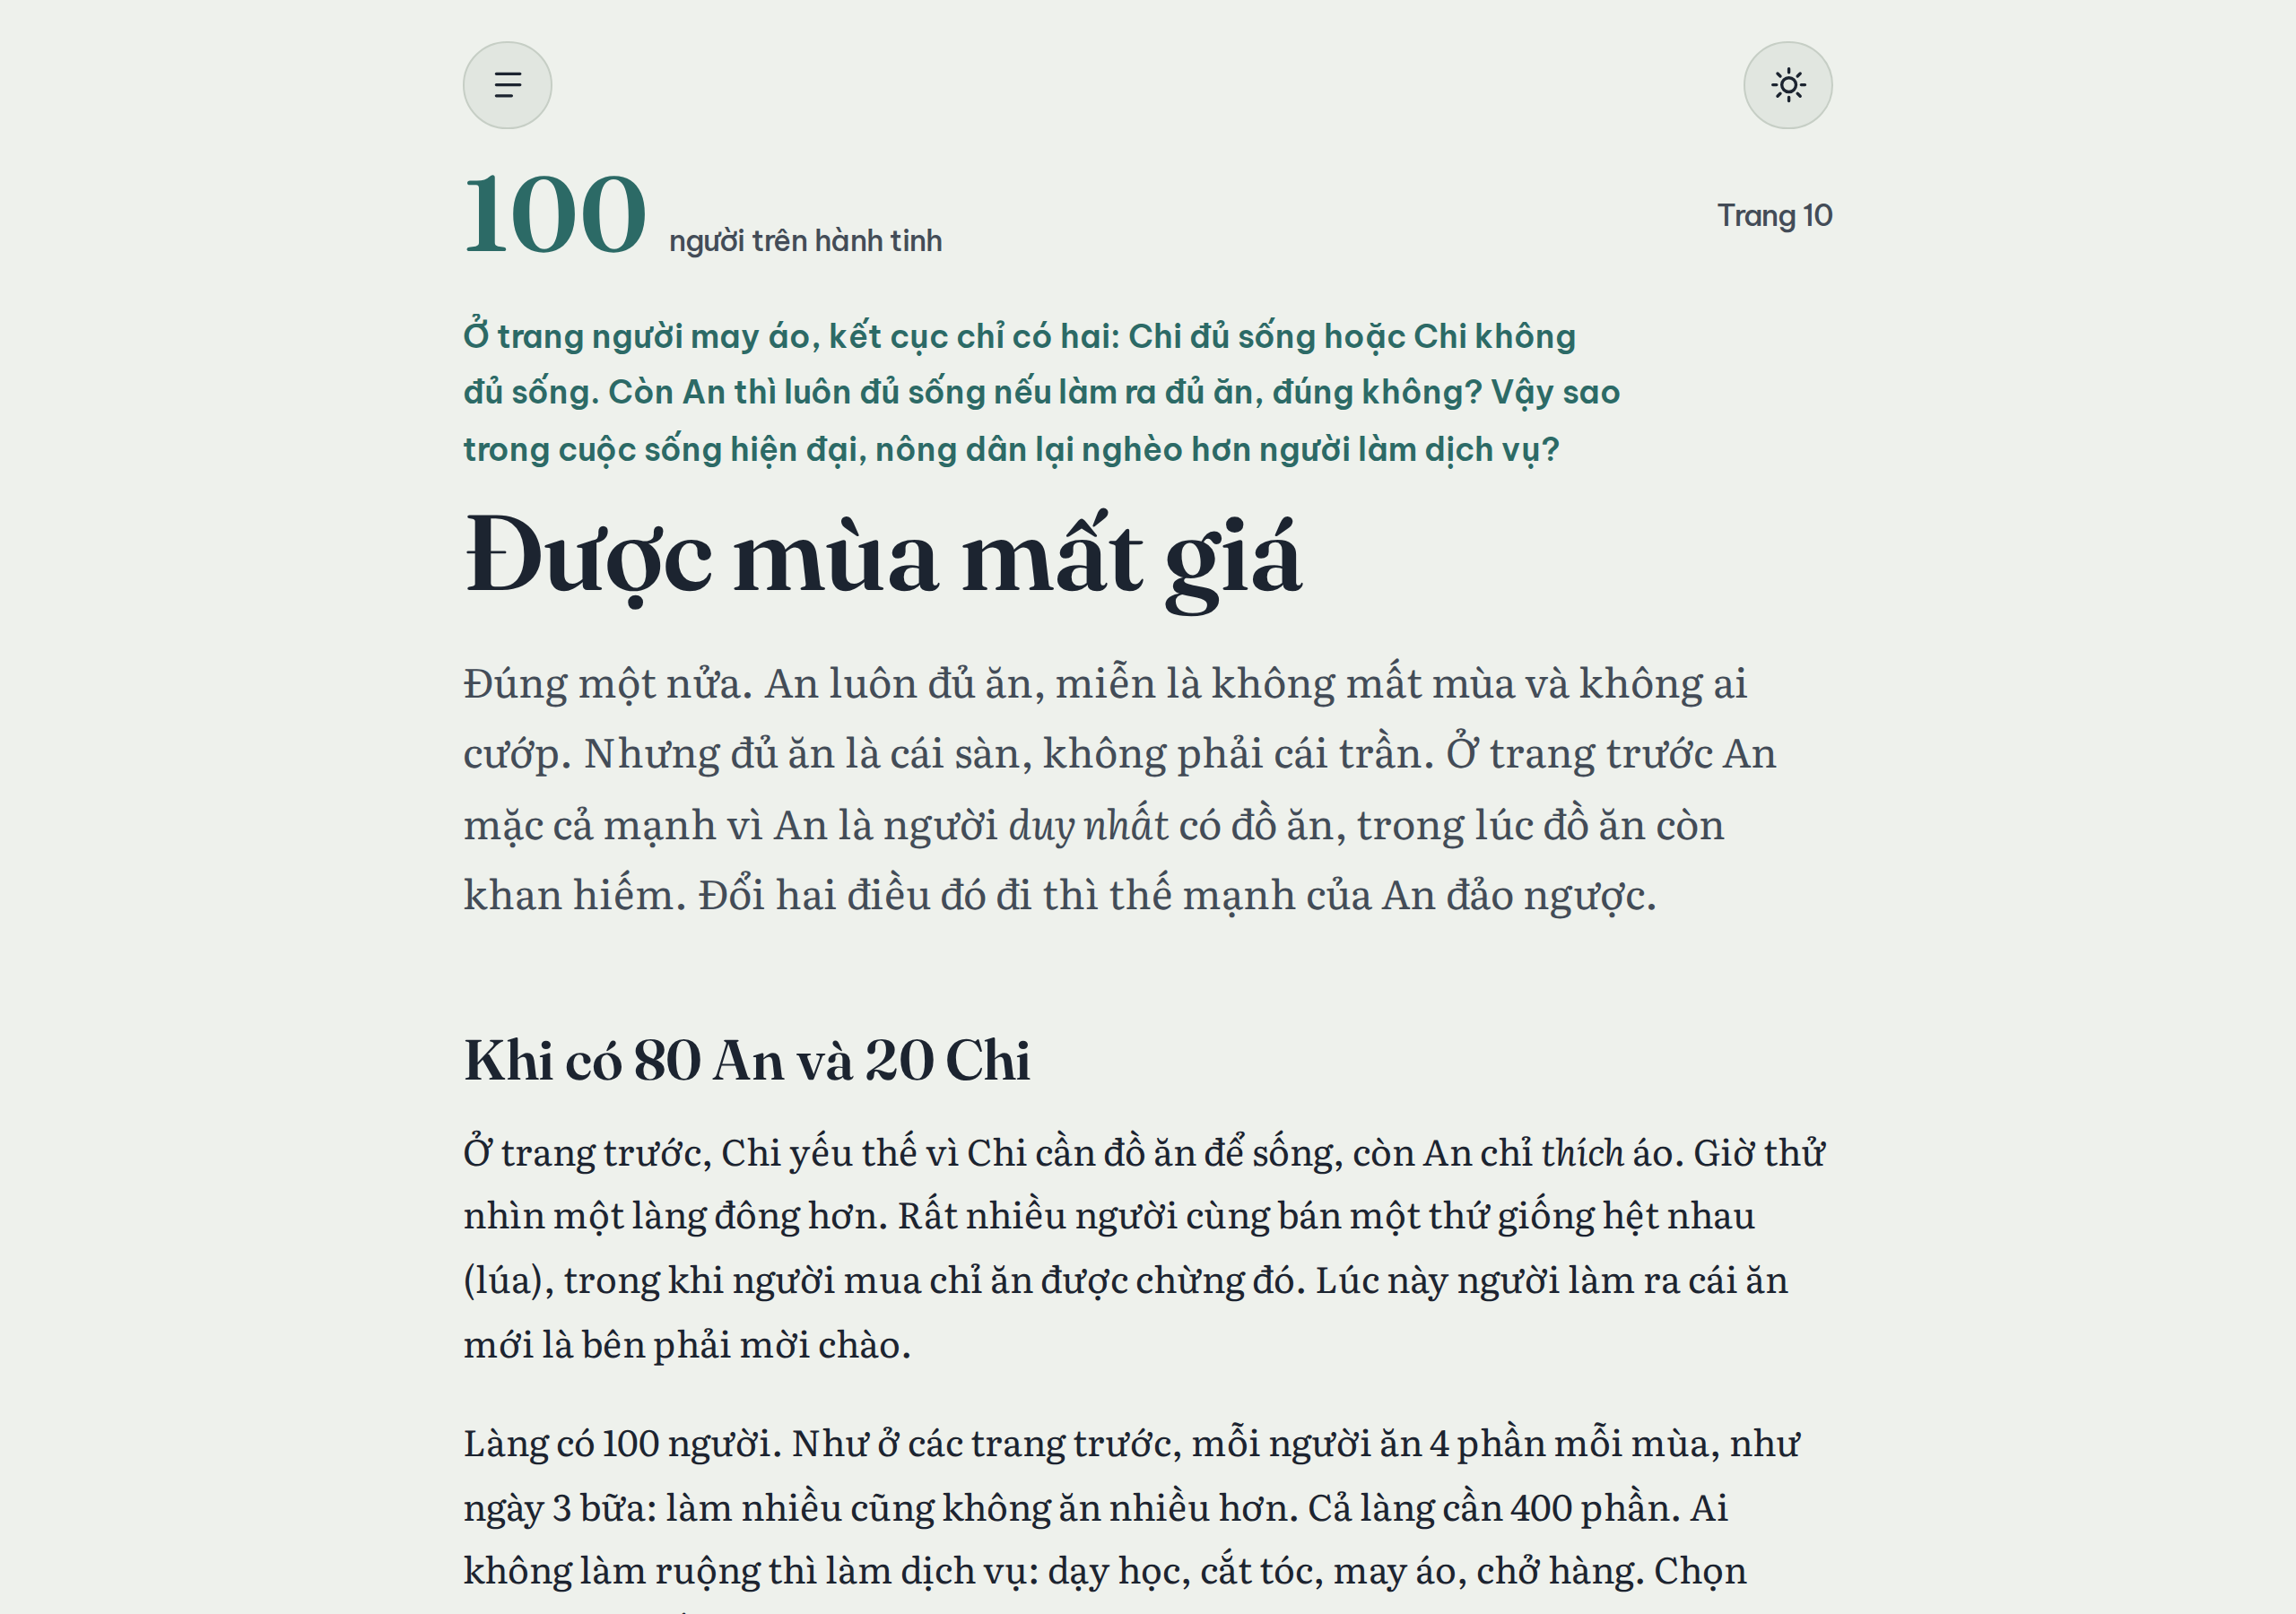 100 người trên hành tinh
Trang 10
Ở trang người may áo, kết cục chỉ có hai: Chi đủ sống hoặc Chi không
đủ sống. Còn An thì luôn đủ sống nếu làm ra đủ ăn, đúng không? Vậy sao
trong cuộc sống hiện đại, nông dân lại nghèo hơn người làm dịch vụ?
Được mùa mất giá
Đúng một nửa. An luôn đủ ăn, miễn là không mất mùa và không ai
cướp. Nhưng đủ ăn là cái sàn, không phải cái trần. Ở trang trước An
mặc cả mạnh vì An là người duy nhất có đồ ăn, trong lúc đồ ăn còn
khan hiếm. Đổi hai điều đó đi thì thế mạnh của An đảo ngược.
Khi có 80 An và 20 Chi
Ở trang trước, Chi yếu thế vì Chi cần đồ ăn để sống, còn An chỉ thích áo. Giờ thử
nhìn một làng đông hơn. Rất nhiều người cùng bán một thứ giống hệt nhau
(lúa), trong khi người mua chỉ ăn được chừng đó. Lúc này người làm ra cái ăn
mới là bên phải mời chào.
Làng có 100 người. Như ở các trang trước, mỗi người ăn 4 phần mỗi mùa, như
ngày 3 bữa: làm nhiều cũng không ăn nhiều hơn. Cả làng cần 400 phần. Ai
không làm ruộng thì làm dịch vụ: dạy học, cắt tóc, may áo, chở hàng. Chọn